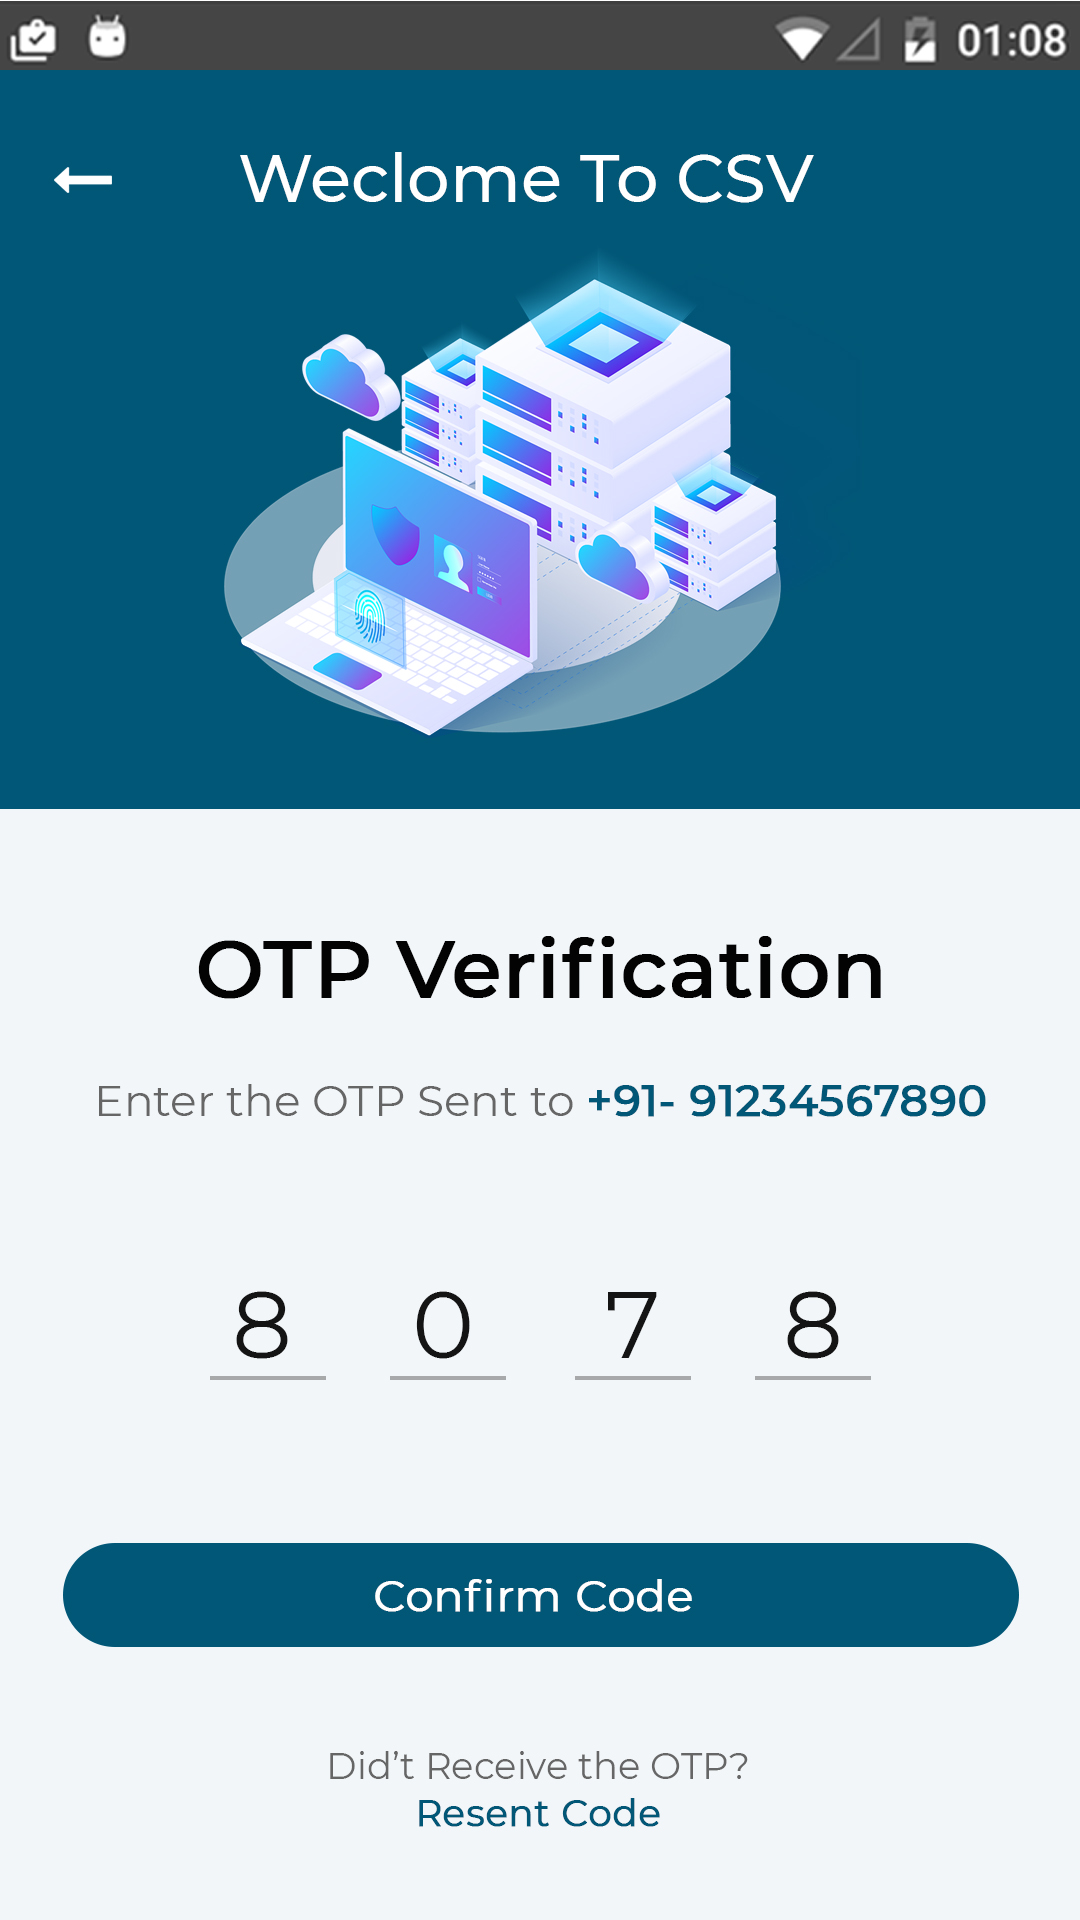 01:08
Weclome To CSV
OTP Verification
Enter the OTP Sent to +91- 91234567890
8 0 7 8
Confirm Code
Did’t Receive the OTP?
Resent Code